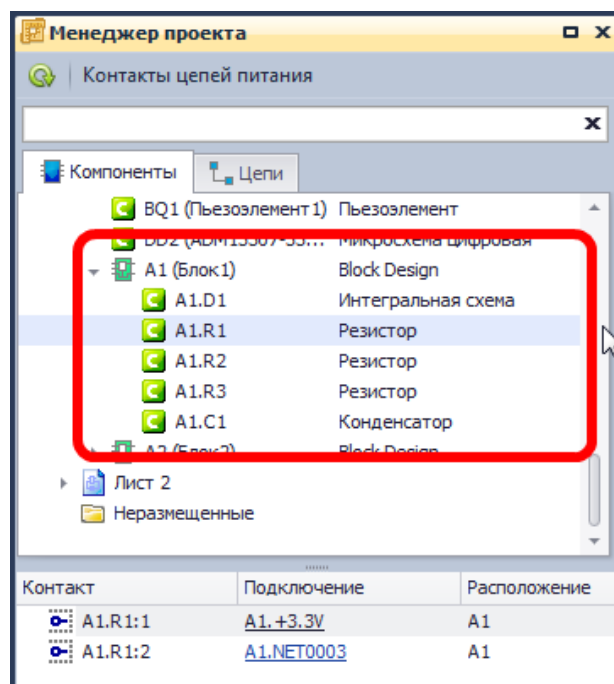 Менеджер проекта
Контакты цепей питания
Компоненты Цепи
BQ1 (Пьезоэлемент1) Пьезоэлемент
Микросхема цифровая
A1 (Блок1) Block Design
A1.D1 Интегральная схема
A1.R1 Резистор
A1.R2 Резистор
A1.R3 Резистор
A1.C1 Конденсатор
A2 (Блок2) Block Design
Лист 2
Неразмещенные
Контакт Подключение Расположение
A1.R1:1 A1.+3.3V A1
A1.R1:2 A1.NET0003 A1